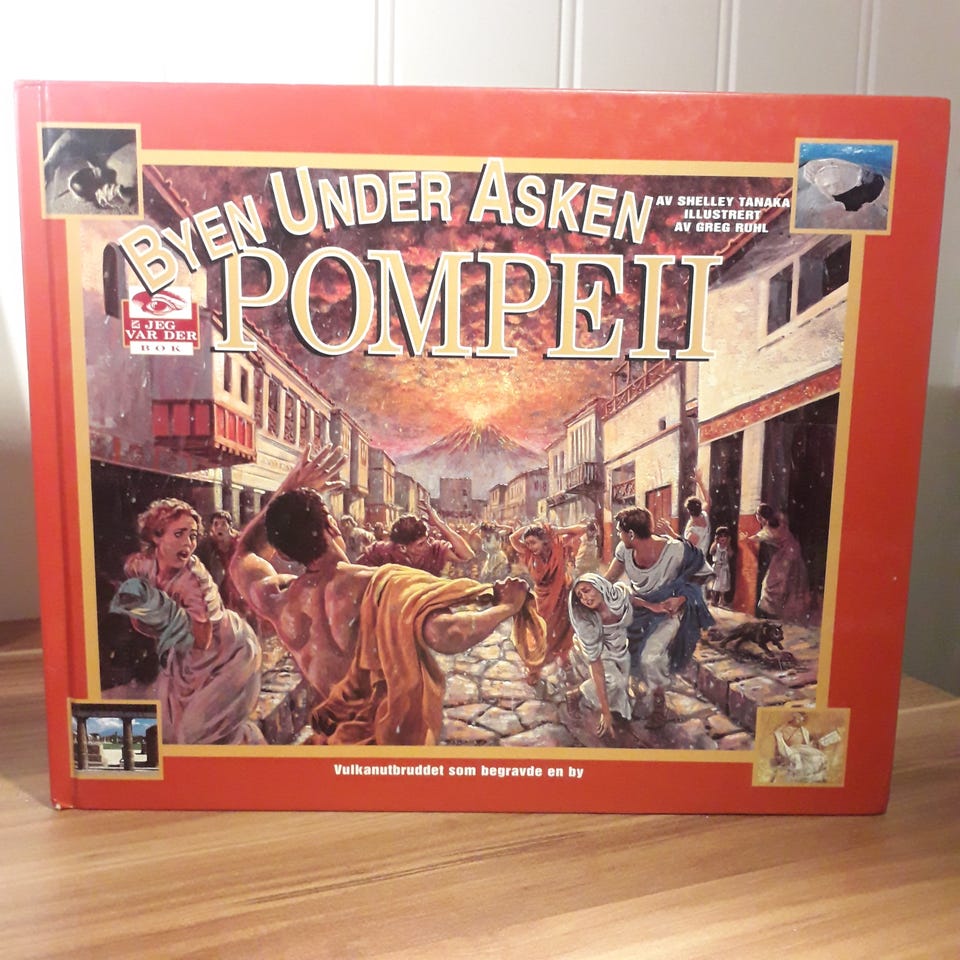 BYEN UNDER ASKEN
POMPEII
AV SHELLEY TANAKA
ILLUSTRERT
AV GREG RUHL
EN JEG
VAR DER
BOK
Vulkanutbruddet som begravde en by